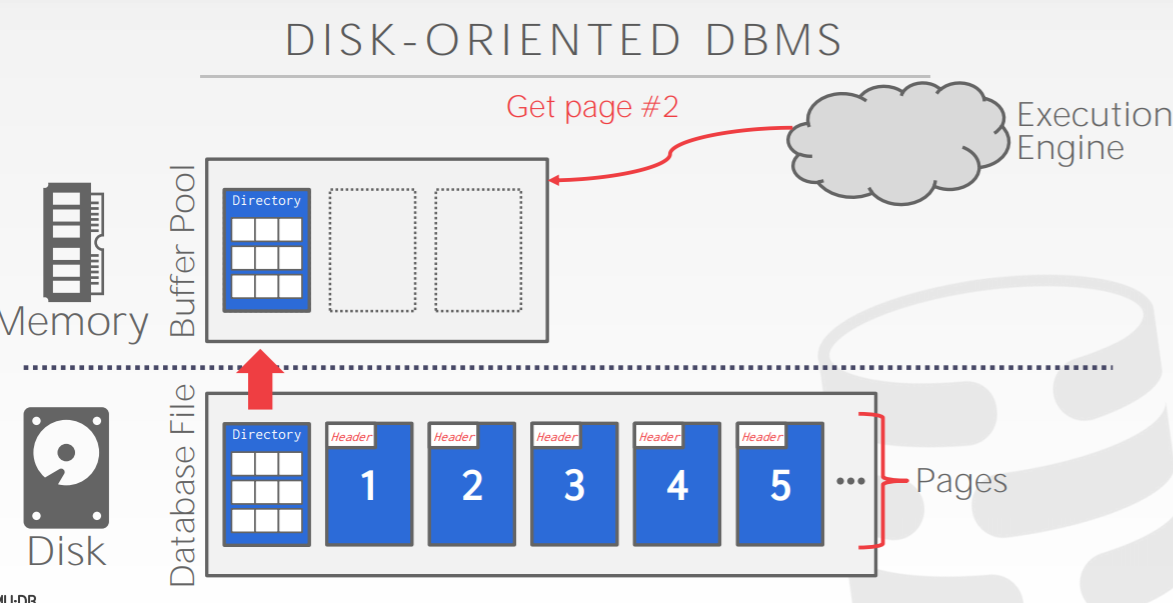 DISK-ORIENTED DBMS
Get page #2
Execution
Engine
Buffer Pool
Directory
Memory
Database File
Directory
Header
1
Header
2
Header
3
Header
4
Header
5
...
Pages
Disk